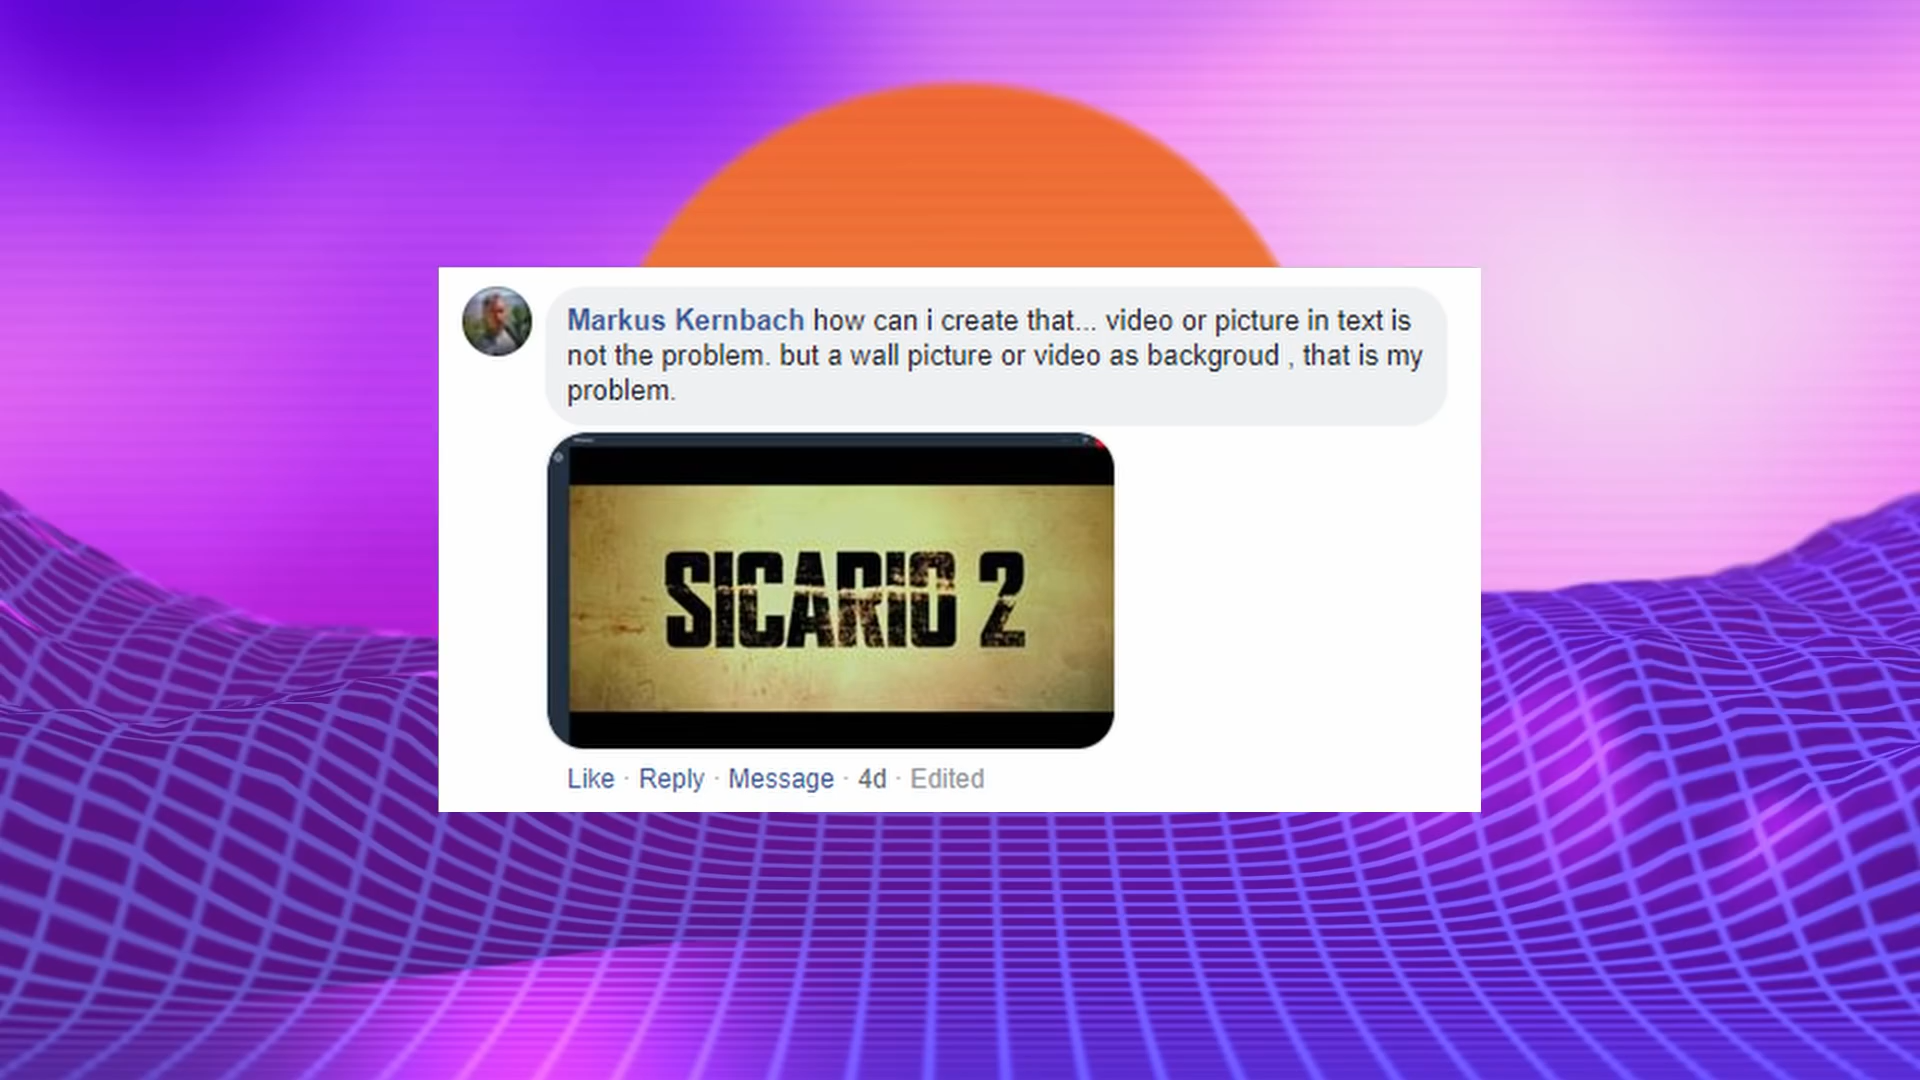 Markus Kernbach how can i create that... video or picture in text is
not the problem. but a wall picture or video as backgroud , that is my
problem.
SICARIO 2
Like · Reply · Message · 4d · Edited